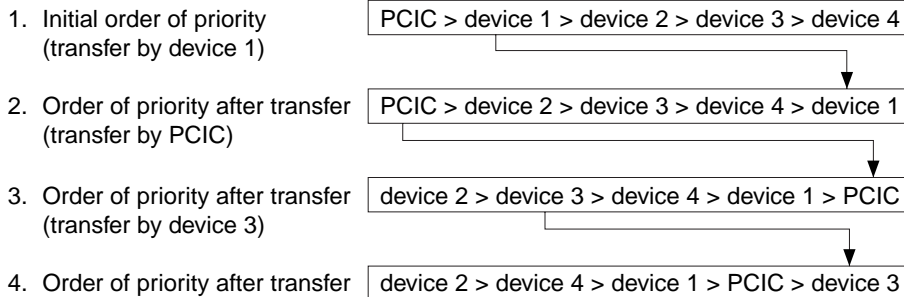 1. Initial order of priority
(transfer by device 1)
PCIC > device 1 > device 2 > device 3 > device 4
2. Order of priority after transfer
(transfer by PCIC)
PCIC > device 2 > device 3 > device 4 > device 1
3. Order of priority after transfer
(transfer by device 3)
device 2 > device 3 > device 4 > device 1 > PCIC
4. Order of priority after transfer
device 2 > device 4 > device 1 > PCIC > device 3